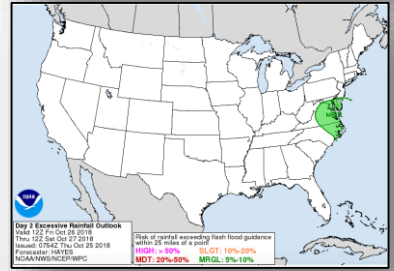 MRGL
noaa
Day 2 Excessive Rainfall Outlook
Valid 12Z Fri Oct 26 2018
Thru 12Z Sat Oct 27 2018
Issued: 0754Z Thu Oct 25 2018
Forecaster: HAYES
NOAA/NWS/NCEP/WPC
Risk of rainfall exceeding flash flood guidance
within 25 miles of a point
HIGH: > 50% SLGT: 10%-20%
MDT: 20%-50% MRGL: 5%-10%